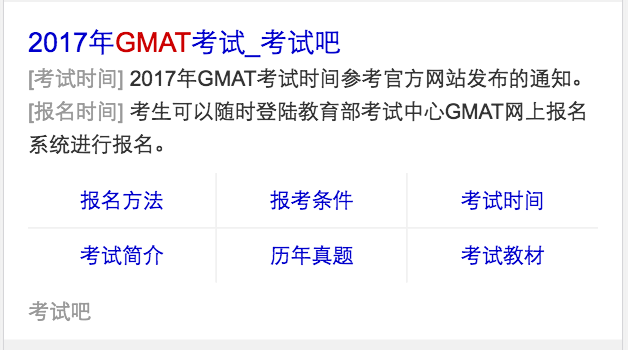 2017年GMAT考试_考试吧
[考试时间] 2017年GMAT考试时间参考官方网站发布的通知。
[报名时间] 考生可以随时登陆教育部考试中心GMAT网上报名
系统进行报名。
报名方法 报考条件 考试时间
考试简介 历年真题 考试教材
考试吧